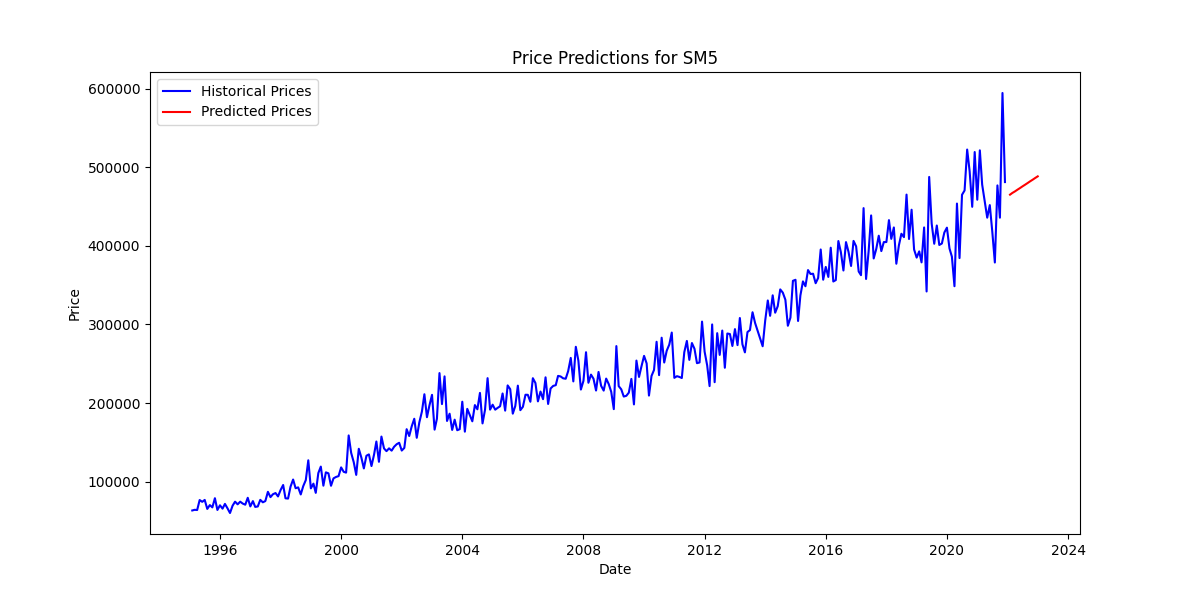 Price Predictions for SM5
Historical Prices
Predicted Prices
600000
500000
400000
300000
200000
100000
Price
1996 2000 2004 2008 2012 2016 2020 2024
Date